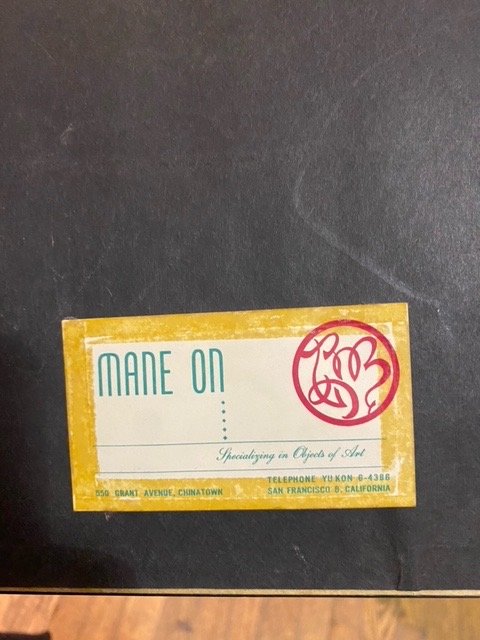 MANE ON
Specializing in Objects of Art
TELEPHONE YUKON 6-4386
550 GRANT AVENUE, CHINATOWN
SAN FRANCISCO 8, CALIFORNIA